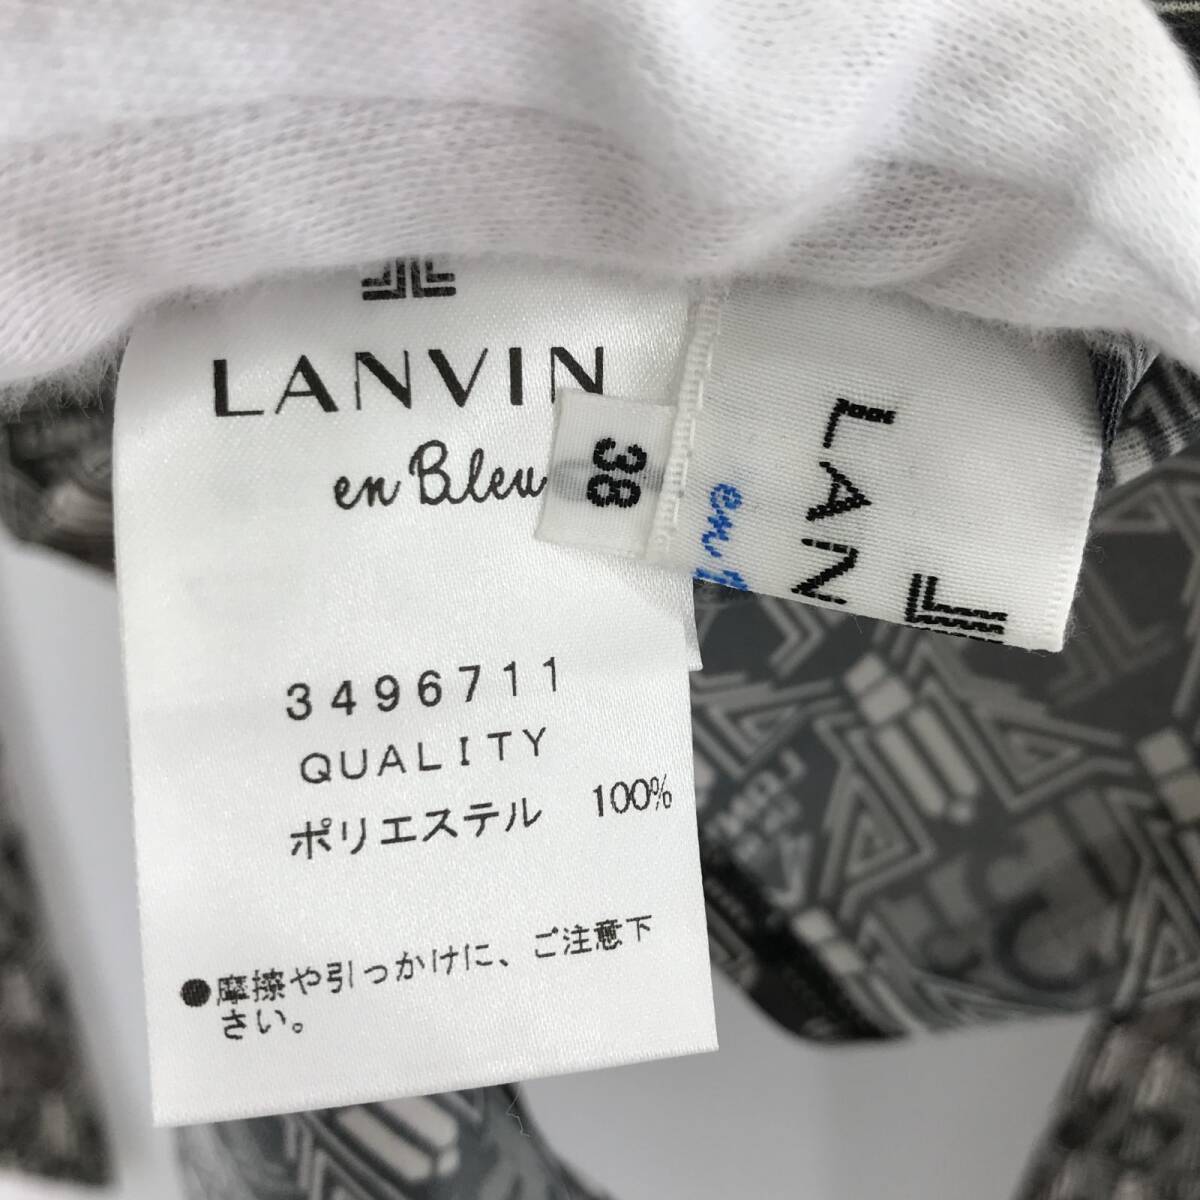 LANVIN
en Bleu
38
LAN
en
3496711
QUALITY
ポリエステル 100%
●摩擦や引っかけに、ご注意下
さい。